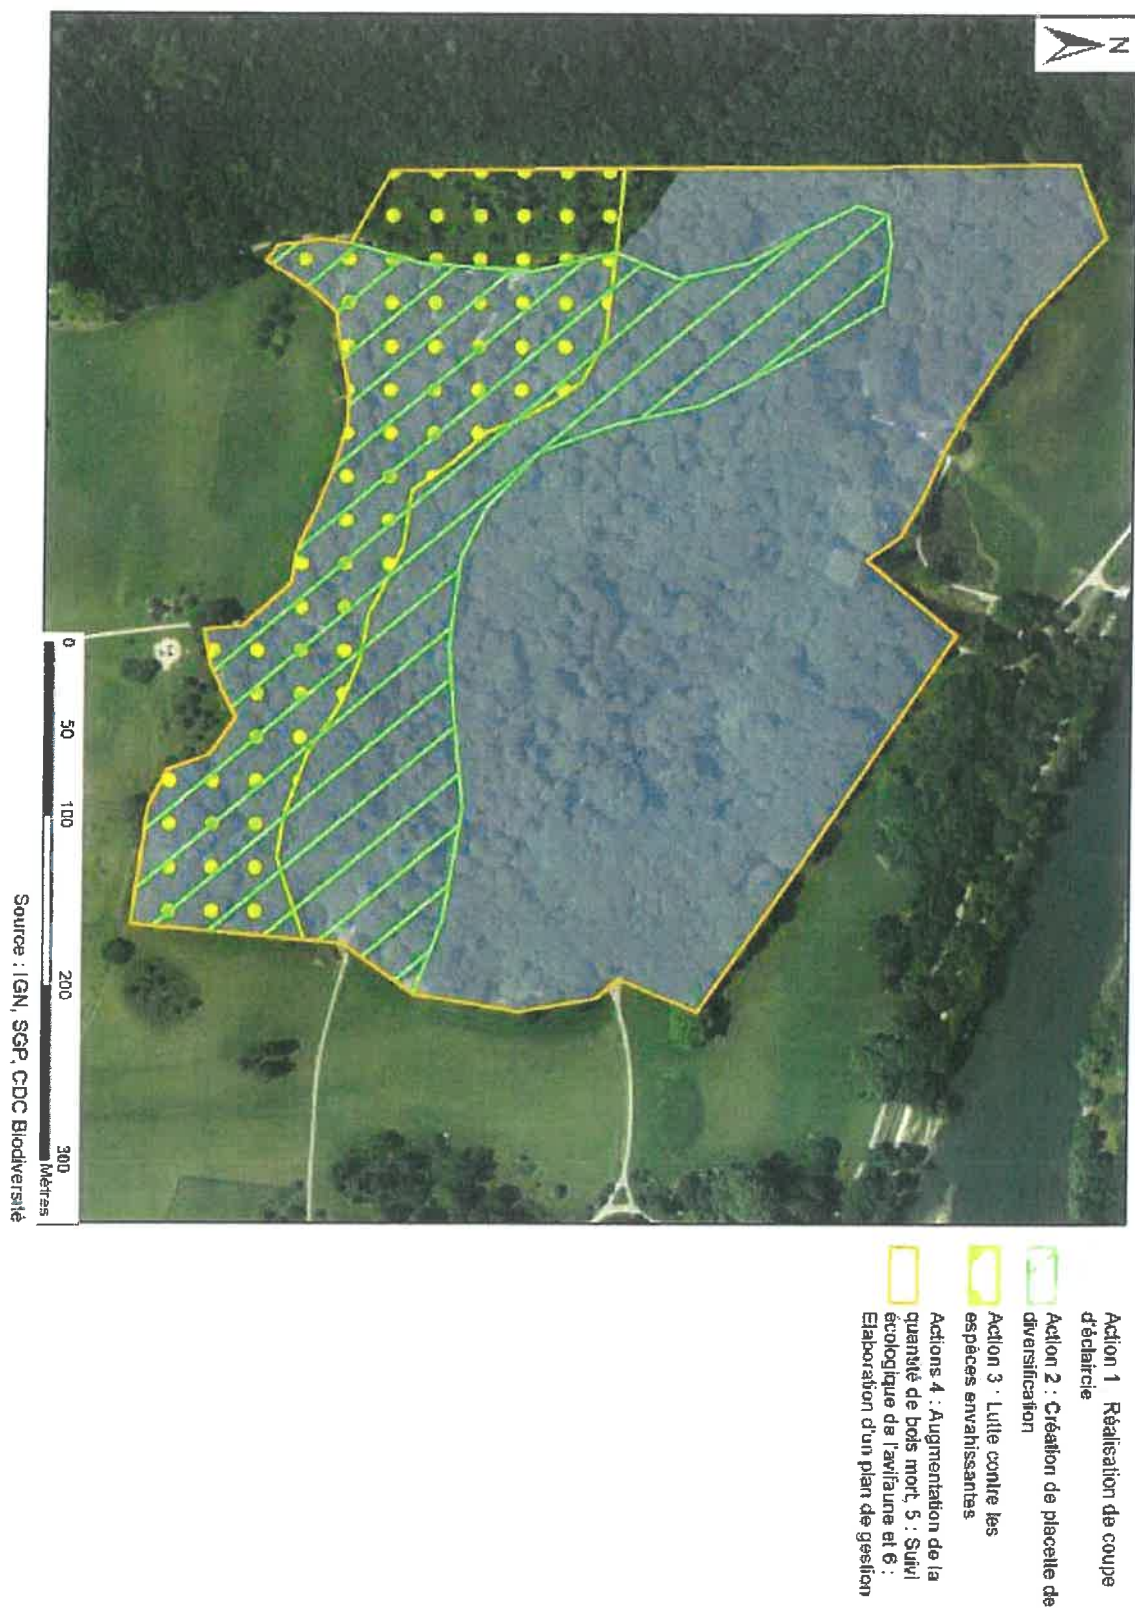 N
Action 1 Réalisation de coupe
d'éclaircie
Action 2 : Création de placette de
diversification
Action 3 : Lutte contre les
espèces envahissantes
Actions 4 : Augmentation de la
quantité de bois mort, 5 : Suivi
écologique de l'avifaune et 6 :
Elaboration d'un plan de gestion
0 50 100 200 300
Mètres
Source : IGN, SGP, CDC Biodiversité